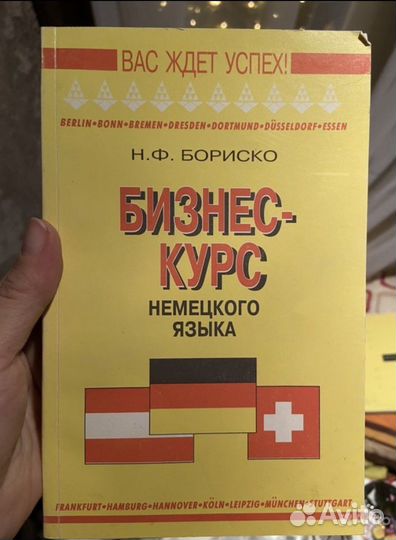 ВАС ЖДЕТ УСПЕХ!
BERLIN•BONN•BREMEN•DRESDEN•DORTMUND•DÜSSELDORF•ESSEN
Н.Ф. БОРИСКО
БИЗНЕС-
КУРС
НЕМЕЦКОГО
ЯЗЫКА
FRANKFURT•HAMBURG•HANNOVER•KÖLN•LEIPZIG•MÜNCHEN•STUTTGART
Avito